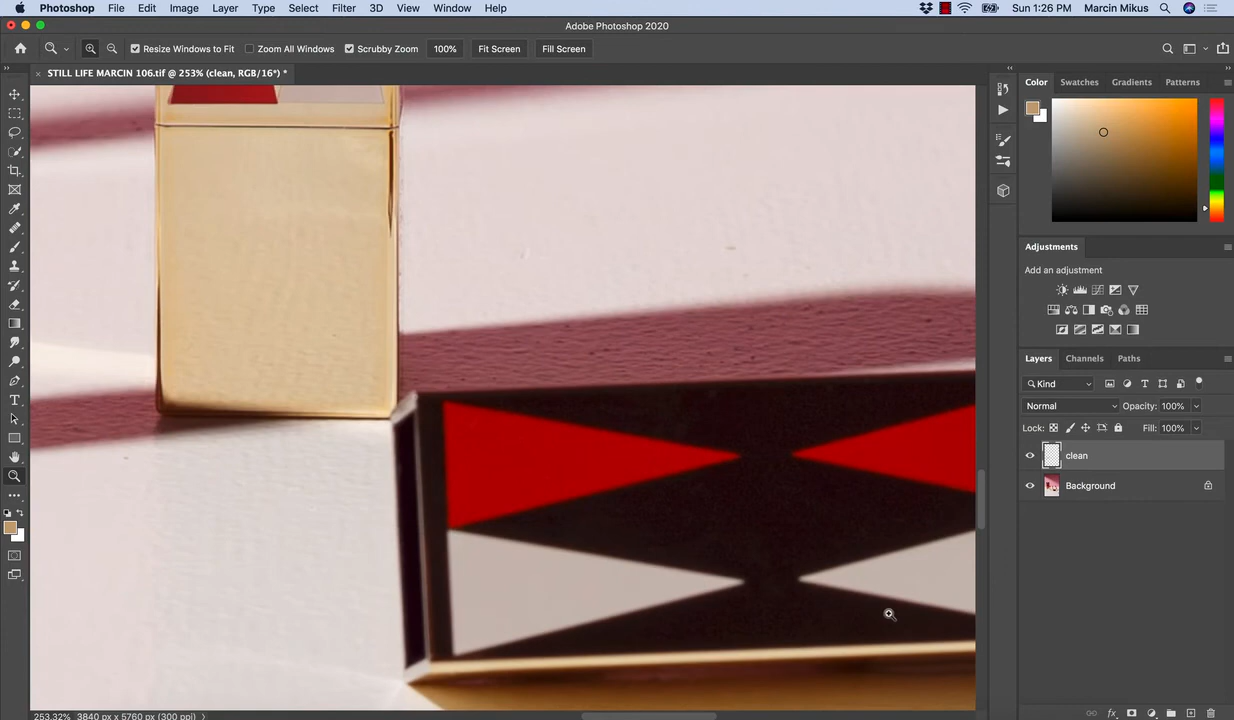 Photoshop File Edit Image Layer Type Select Filter 3D View Window Help Sun 1:26 PM Marcin Mikus
Adobe Photoshop 2020
Resize Windows to Fit Zoom All Windows Scrubby Zoom 100% Fit Screen Fill Screen
STILL LIFE MARCIN 106.tif @ 253% (clean, RGB/16*) *
Color Swatches Gradients Patterns
Adjustments
Add an adjustment
Layers Channels Paths
Kind
Normal Opacity: 100%
Lock: Fill: 100%
clean
Background
253.32% 3840 px x 5760 px (300 ppi)